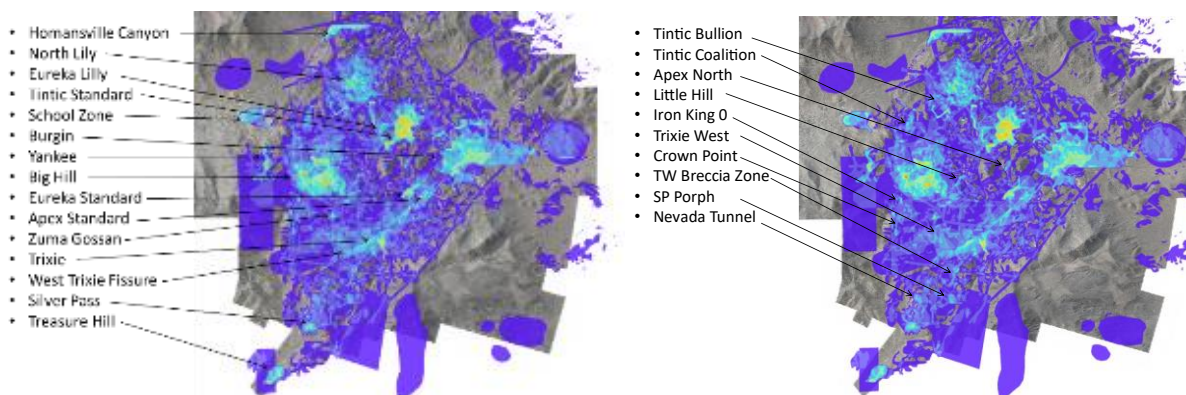 • Homansville Canyon
• North Lily
• Eureka Lilly
• Tintic Standard
• School Zone
• Burgin
• Yankee
• Big Hill
• Eureka Standard
• Apex Standard
• Zuma Gossan
• Trixie
• West Trixie Fissure
• Silver Pass
• Treasure Hill
• Tintic Bullion
• Tintic Coalition
• Apex North
• Little Hill
• Iron King 0
• Trixie West
• Crown Point
• TW Breccia Zone
• SP Porph
• Nevada Tunnel